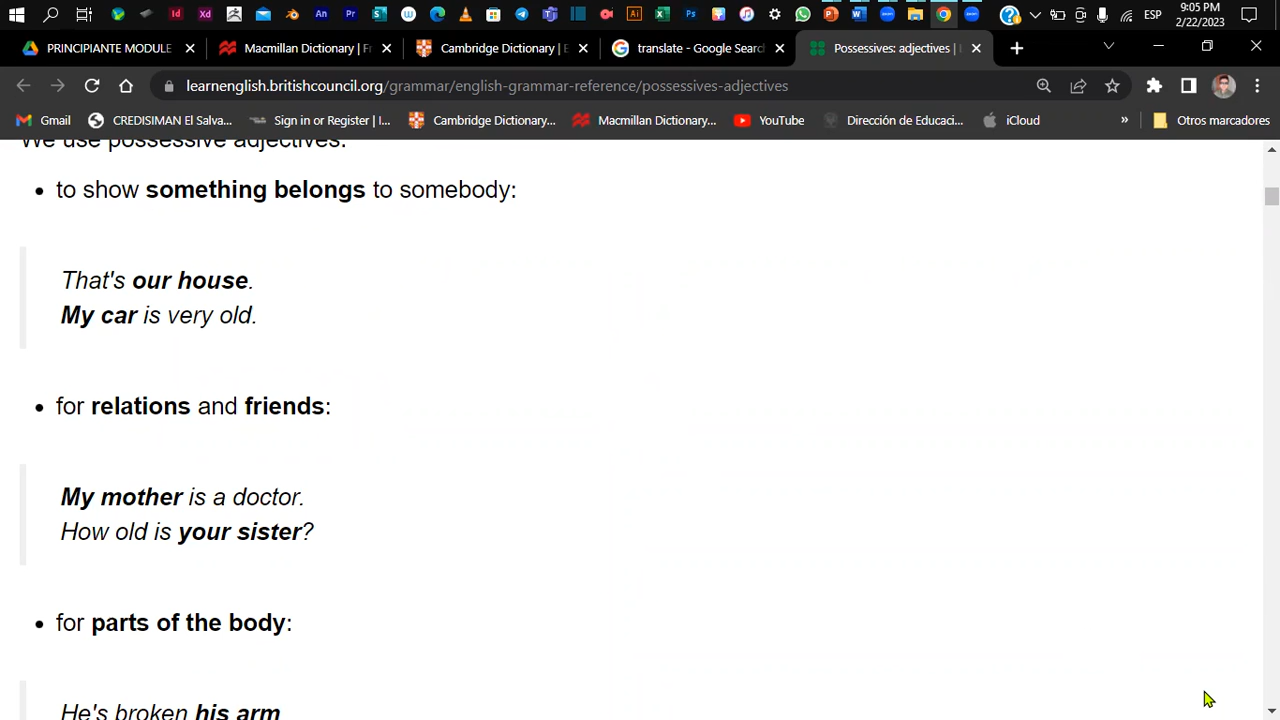 9:05 PM
ESP
2/22/2023
PRINCIPIANTE MODULE
Macmillan Dictionary | Fr
Cambridge Dictionary | E
translate - Google Searc
Possessives: adjectives |
learnenglish.britishcouncil.org/grammar/english-grammar-reference/possessives-adjectives
Gmail
CREDISIMAN El Salva...
Sign in or Register | I...
Cambridge Dictionary...
Macmillan Dictionary...
YouTube
Dirección de Educaci...
iCloud
»
Otros marcadores
We use possessive adjectives:
• to show something belongs to somebody:
That's our house.
My car is very old.
• for relations and friends:
My mother is a doctor.
How old is your sister?
• for parts of the body:
He's broken his arm